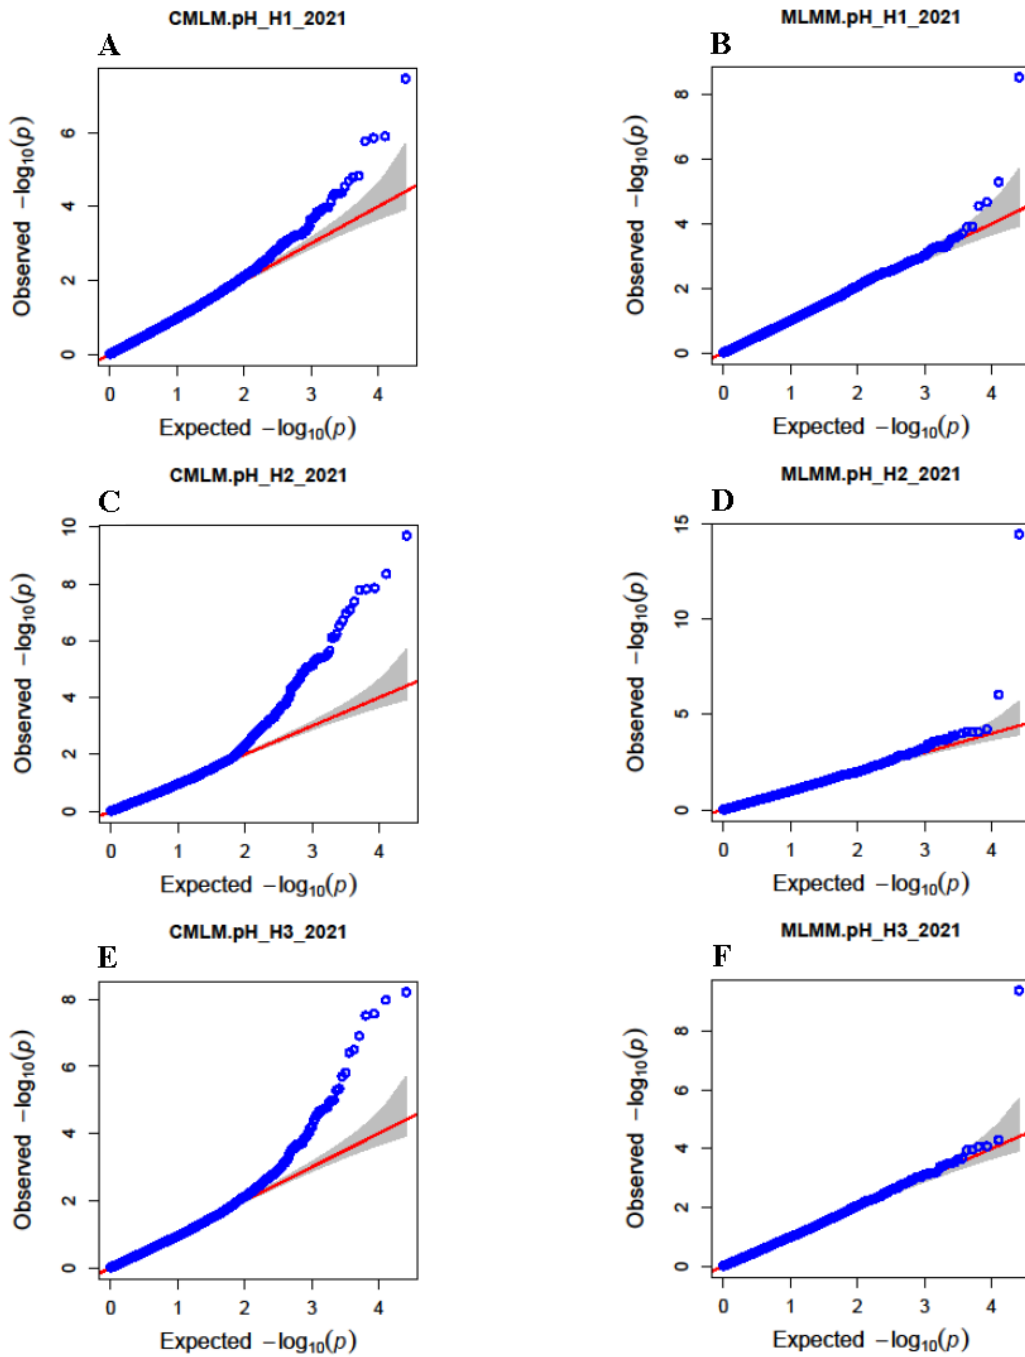 CMLM.pH_H1_2021
A
Observed −log10(p)
6
4
2
0
0 1 2 3 4
Expected −log10(p)
MLMM.pH_H1_2021
B
Observed −log10(p)
8
6
4
2
0
0 1 2 3 4
Expected −log10(p)
CMLM.pH_H2_2021
C
Observed −log10(p)
10
8
6
4
2
0
0 1 2 3 4
Expected −log10(p)
MLMM.pH_H2_2021
D
Observed −log10(p)
15
10
5
0
0 1 2 3 4
Expected −log10(p)
CMLM.pH_H3_2021
E
Observed −log10(p)
8
6
4
2
0
0 1 2 3 4
Expected −log10(p)
MLMM.pH_H3_2021
F
Observed −log10(p)
8
6
4
2
0
0 1 2 3 4
Expected −log10(p)